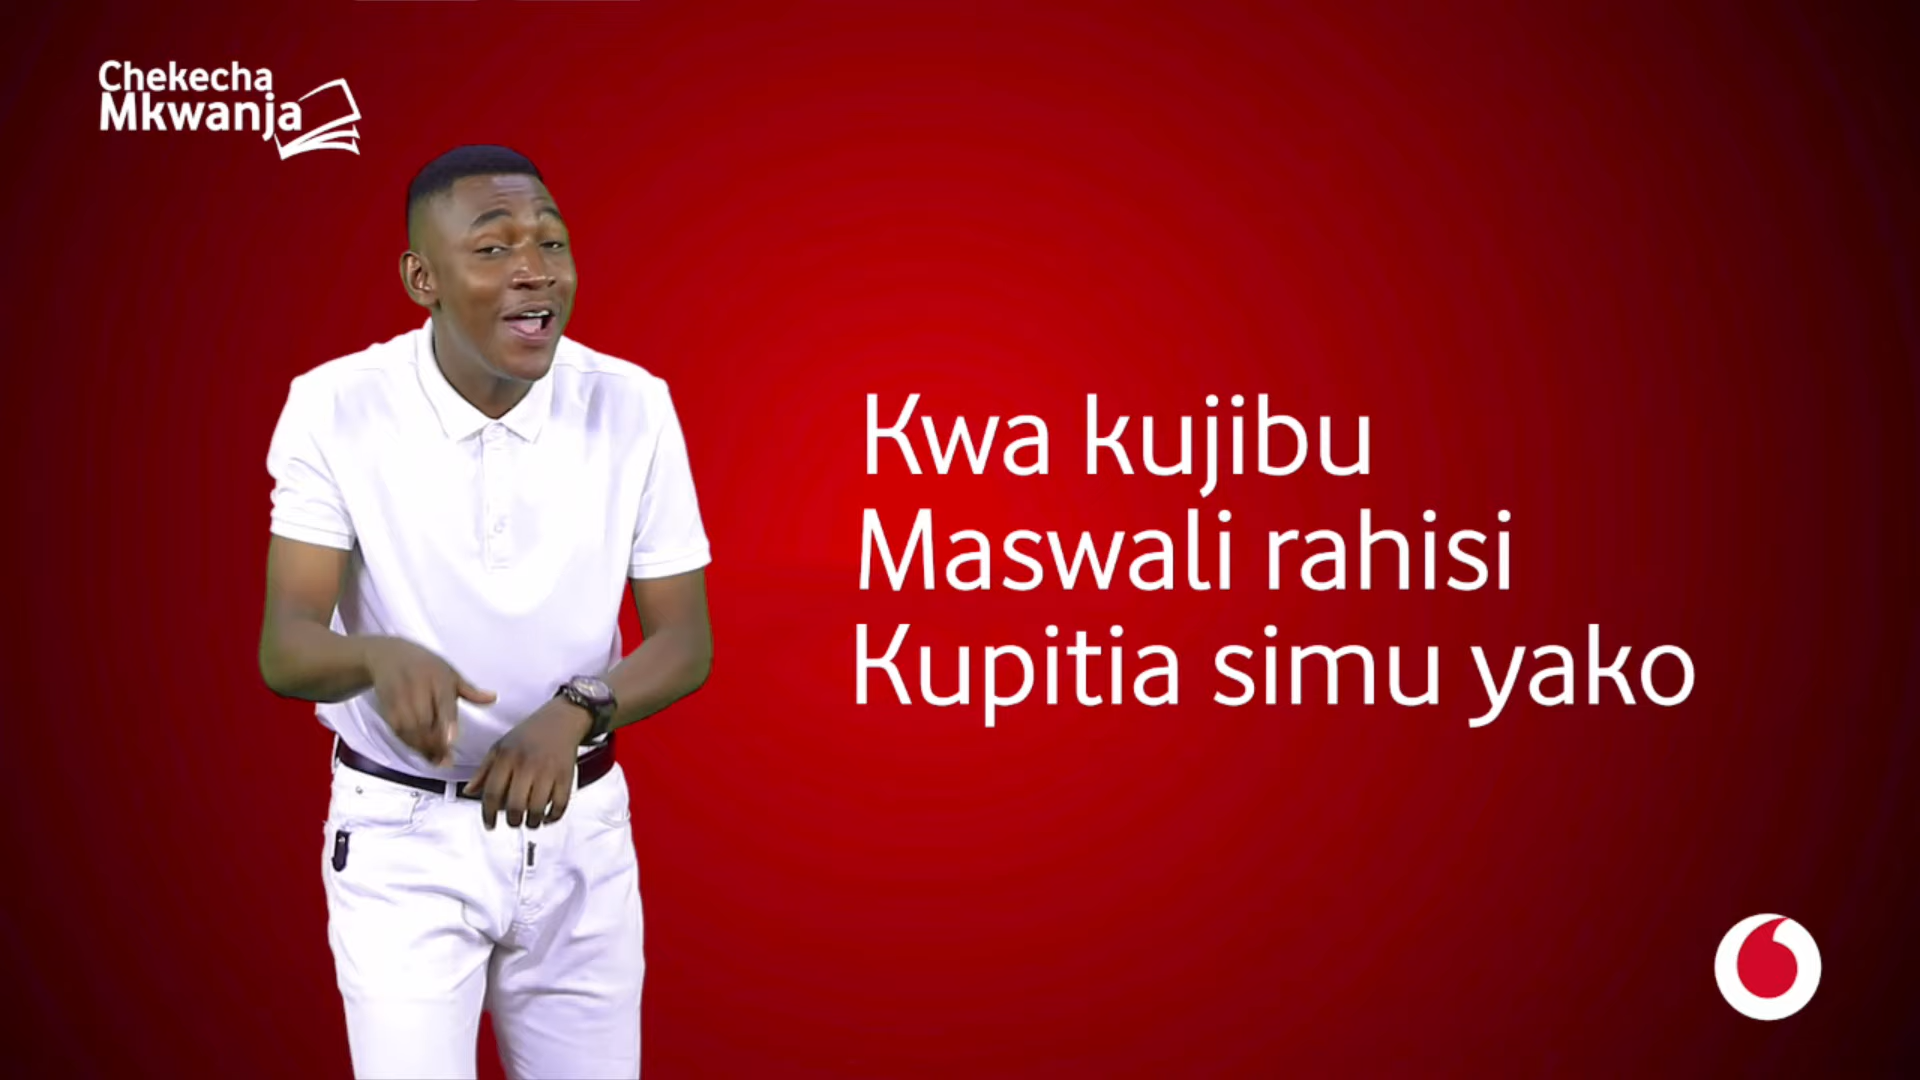 Chekecha
Mkwanja
Kwa kujibu
Maswali rahisi
Kupitia simu yako